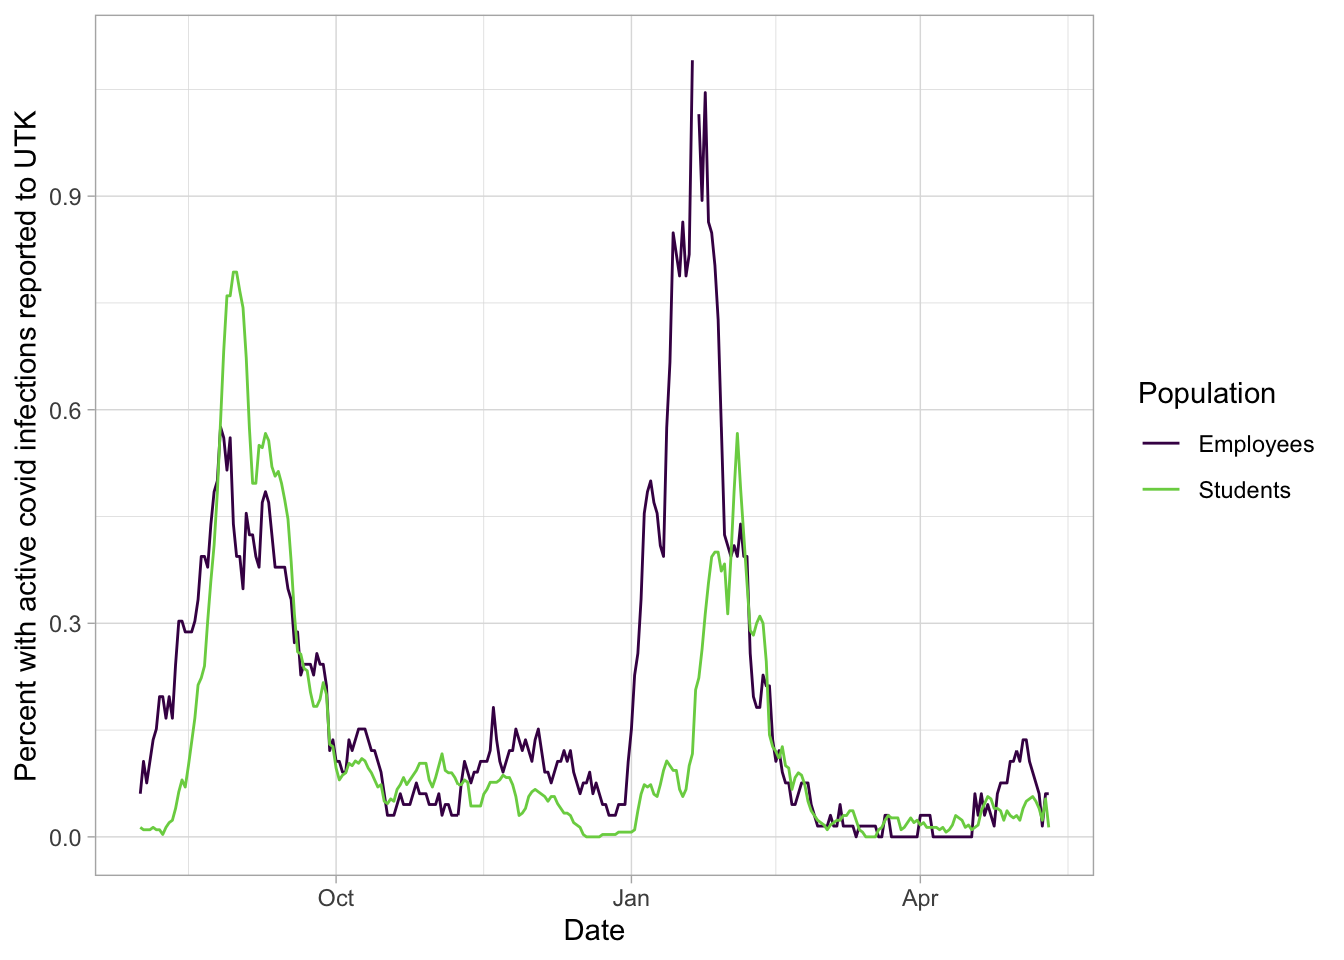 Percent with active covid infections reported to UTK
0.9
0.6
0.3
0.0
Oct
Jan
Apr
Date
Population
Employees
Students